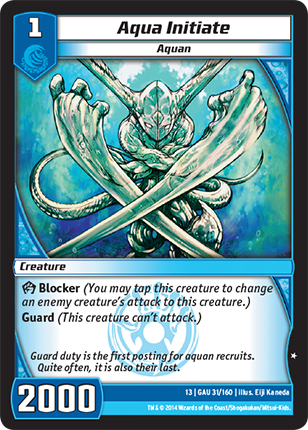 1
Aqua Initiate
Aquan
Creature
Blocker (You may tap this creature to change
an enemy creature's attack to this creature.)
Guard (This creature can't attack.)
Guard duty is the first posting for aquan recruits.
Quite often, it is also their last.
2000
13 | GAU 31/160 | illus. Eiji Kaneda
TM & © 2014 Wizards of the Coast/Shogakukan/Mitsui-Kids.